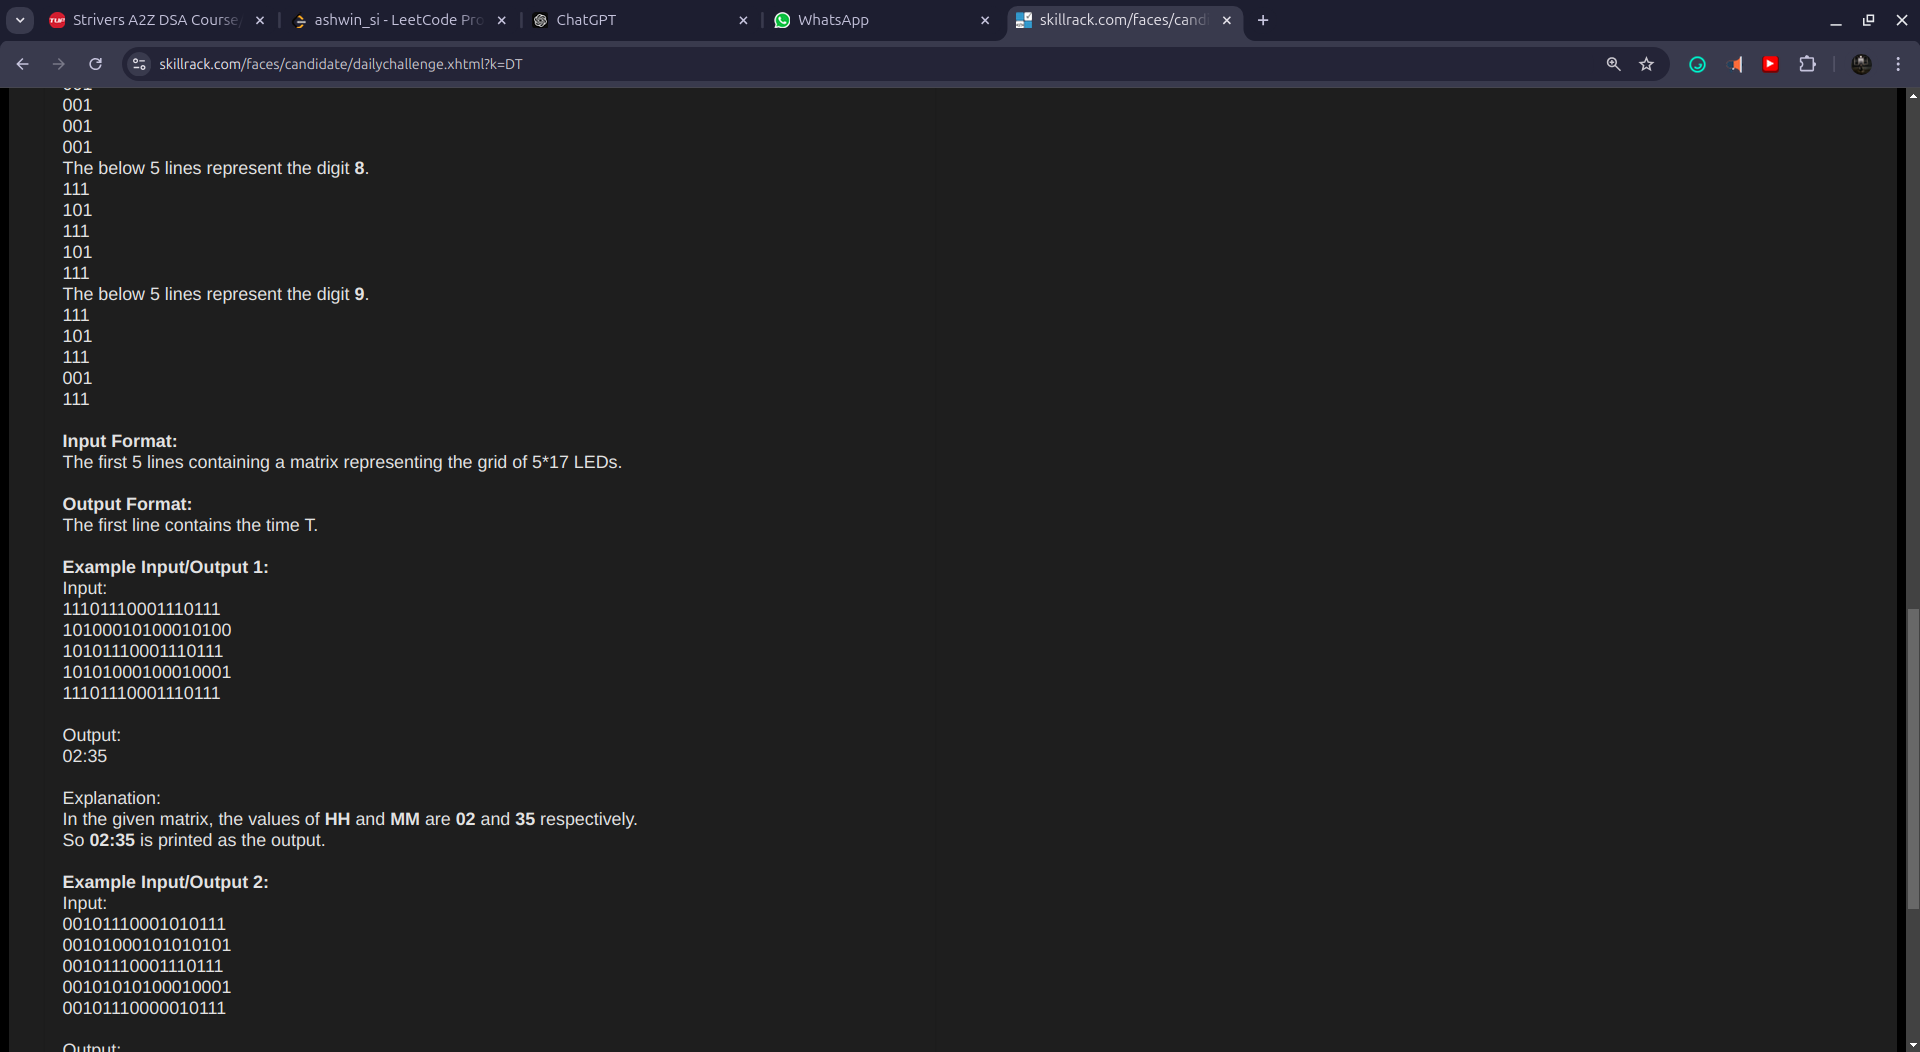 Strivers A2Z DSA Course
ashwin_si - LeetCode Pro
ChatGPT
WhatsApp
skillrack.com/faces/cand
skillrack.com/faces/candidate/dailychallenge.xhtml?k=DT
001
001
001
001
The below 5 lines represent the digit 8.
111
101
111
101
111
The below 5 lines represent the digit 9.
111
101
111
001
111
Input Format:
The first 5 lines containing a matrix representing the grid of 5*17 LEDs.
Output Format:
The first line contains the time T.
Example Input/Output 1:
Input:
11101110001110111
10100010100010100
10101110001110111
10101000100010001
11101110001110111
Output:
02:35
Explanation:
In the given matrix, the values of HH and MM are 02 and 35 respectively.
So 02:35 is printed as the output.
Example Input/Output 2:
Input:
00101110001010111
00101000101010101
00101110001110111
00101010100010001
00101110000010111
Output: